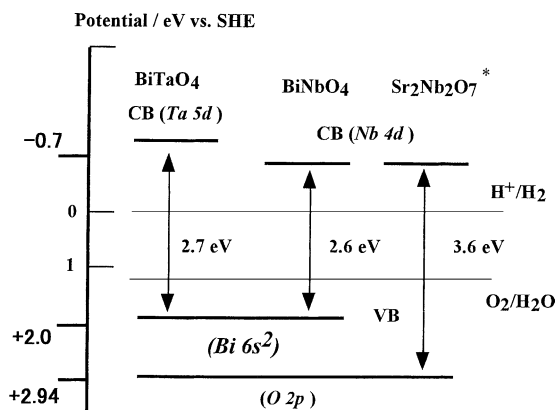 Potential / eV vs. SHE
BiTaO4 BiNbO4 Sr2Nb2O7 *
CB (Ta 5d) CB (Nb 4d)
−0.7
H+/H2
0
2.7 eV 2.6 eV 3.6 eV
1
O2/H2O
VB
+2.0
(Bi 6s2)
+2.94
(O 2p)